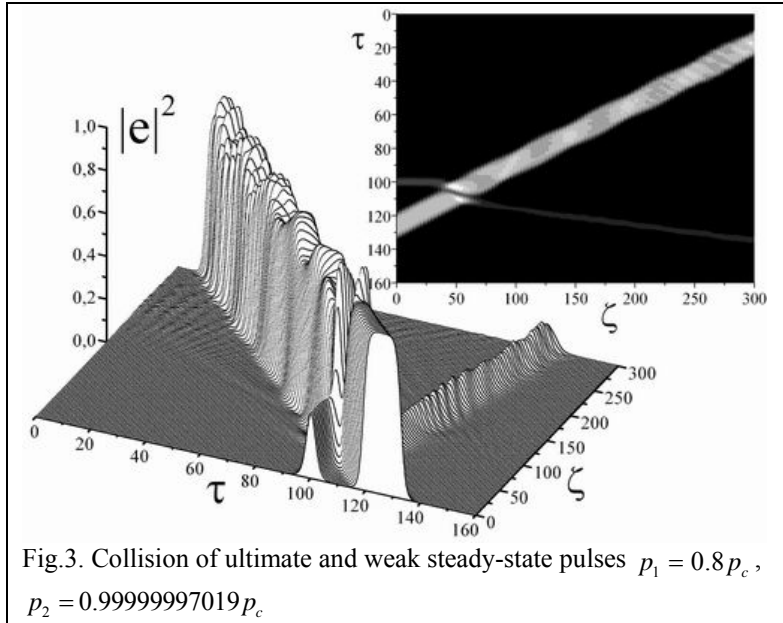 τ
0
20
40
60
80
100
120
140
160
0 50 100 150 200 250 300
ζ
|e|²
1,0
0,8
0,6
0,4
0,2
0,0
0 20 40 60 80 100 120 140 160
τ
0
50
100
150
200
250
300
ζ
Fig.3. Collision of ultimate and weak steady-state pulses p₁ = 0.8 p_c ,
p₂ = 0.99999997019 p_c